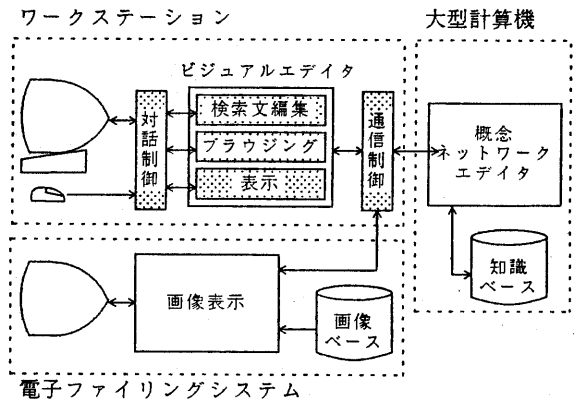 ワークステーション
大型計算機
ビジュアルエディタ
対話制御
検索文編集
ブラウジング
表示
通信制御
概念
ネットワーク
エディタ
知識
ベース
画像表示
画像
ベース
電子ファイリングシステム